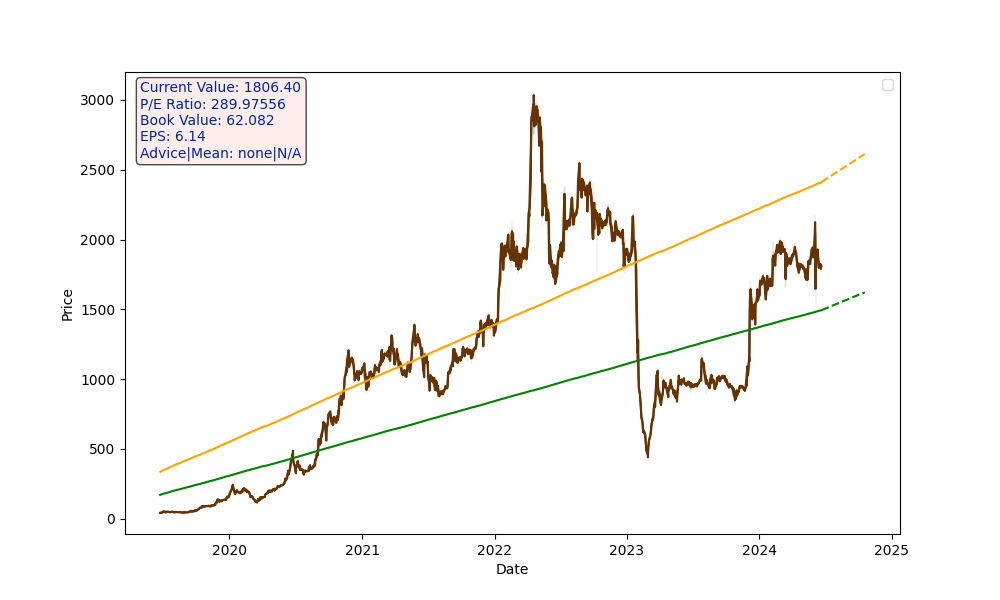 Current Value: 1806.40
P/E Ratio: 289.97556
Book Value: 62.082
EPS: 6.14
Advice|Mean: none|N/A
3000
2500
2000
1500
1000
500
0
Price
2020
2021
2022
2023
2024
2025
Date